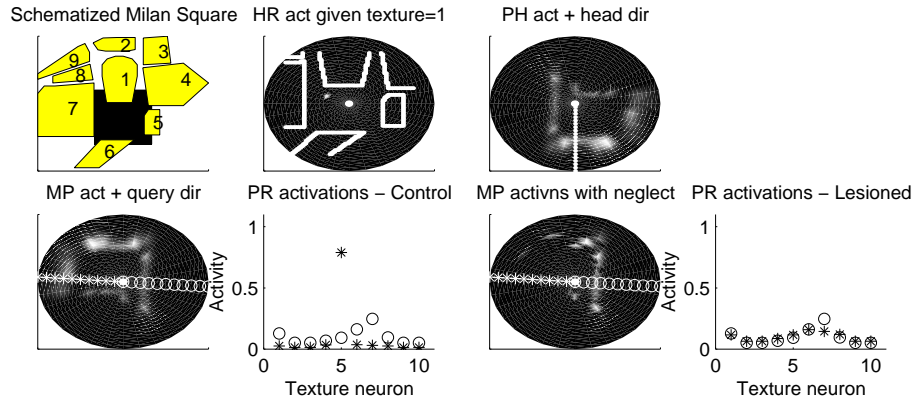 Schematized Milan Square
HR act given texture=1
PH act + head dir
2
3
9
8
1
4
7
5
6
MP act + query dir
PR activations – Control
MP activns with neglect
PR activations – Lesioned
1
0.5
0
Activity
0
5
10
Texture neuron
1
0.5
0
Activity
0
5
10
Texture neuron